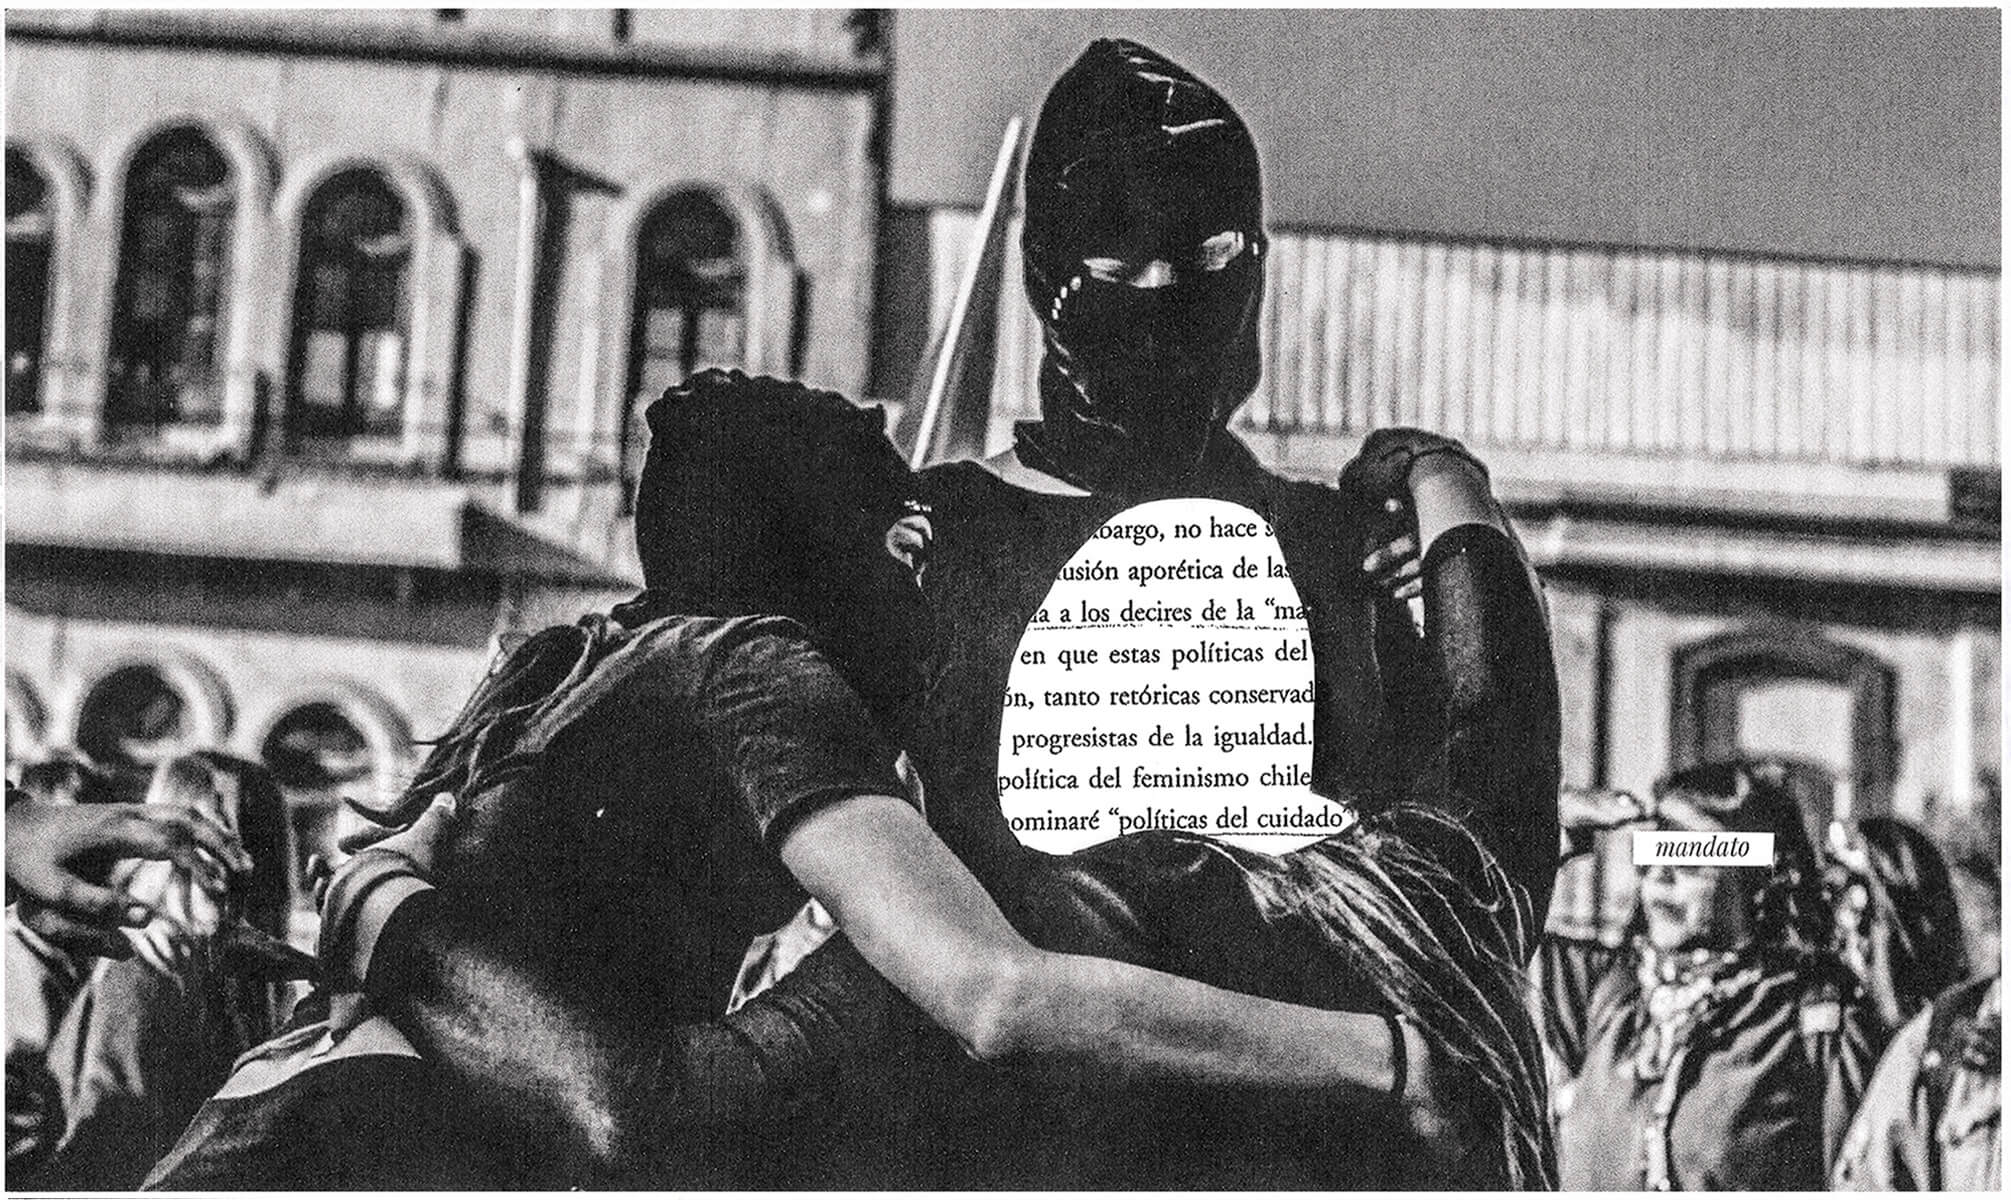 bargo, no hace
usión aporética de las
a a los decires de la “ma
en que estas políticas del
ón, tanto retóricas conservad
progresistas de la igualdad.
política del feminismo chile
ominaré “políticas del cuidado”
mandato